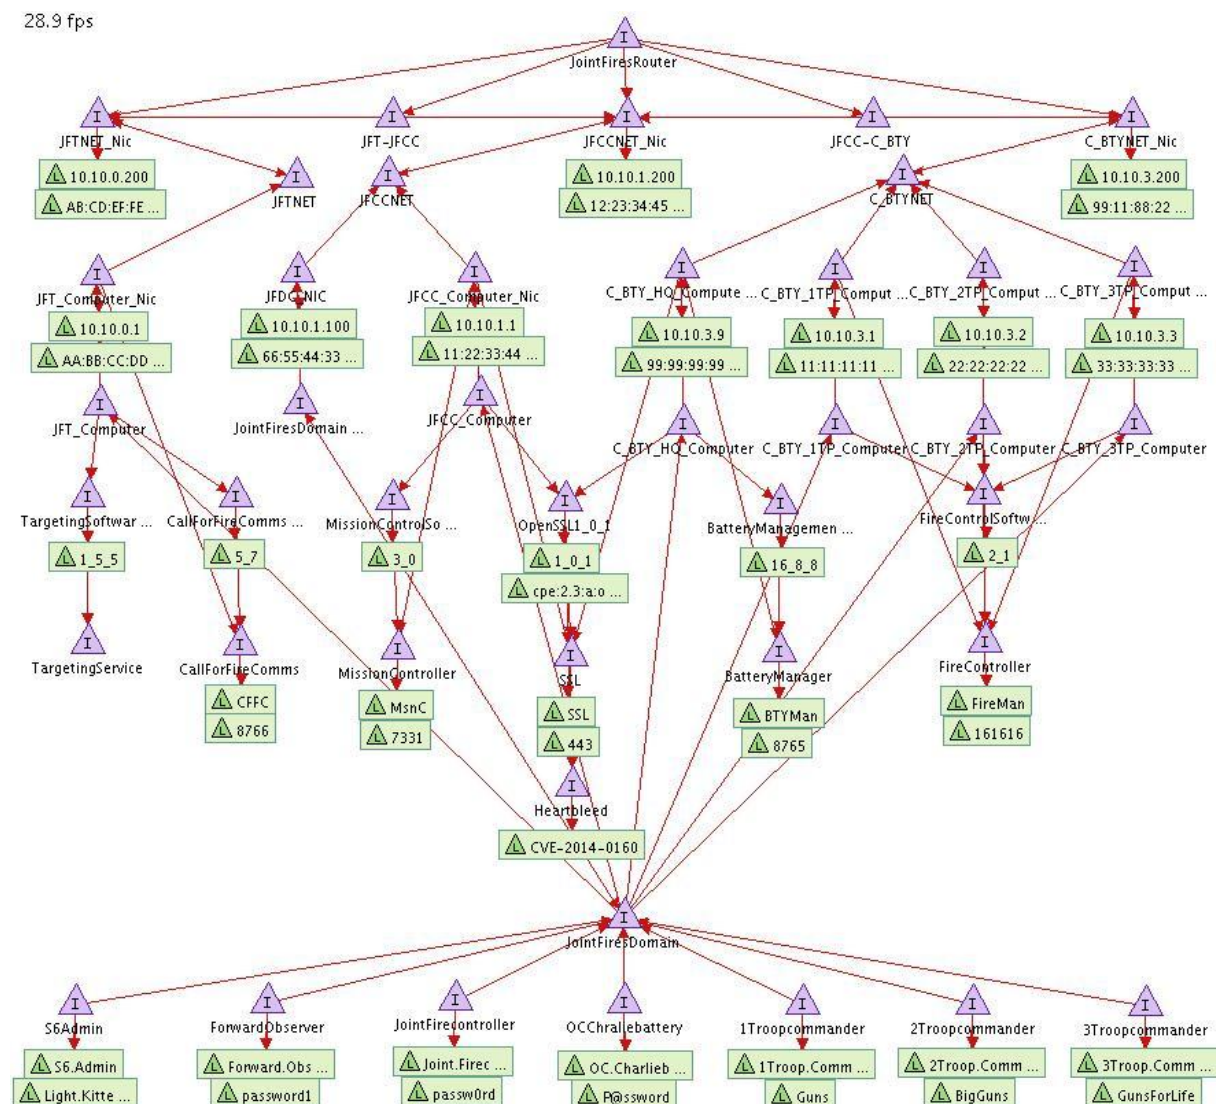 28.9 fps
I
JointFiresRouter
I I I I I
JFTNET_Nic JFT-JFCC JFCCNET_Nic JFCC-C_BTY C_BTYNET_Nic
L 10.10.0.200 I JFTNET I JFCCNET L 10.10.1.200 I C_BTYNET L 10.10.3.200
L AB:CD:EF:FE ... L 12:23:34:45 ... L 99:11:88:22 ...
I I I I I I I
JFT_Computer_Nic JFDC_NIC JFCC_Computer_Nic C_BTY_HQ_Compute ... C_BTY_1TP_Comput ... C_BTY_2TP_Comput ... C_BTY_3TP_Comput ...
L 10.10.0.1 L 10.10.1.100 L 10.10.1.1 L 10.10.3.9 L 10.10.3.1 L 10.10.3.2 L 10.10.3.3
L AA:BB:CC:DD ... L 66:55:44:33 ... L 11:22:33:44 ... L 99:99:99:99 ... L 11:11:11:11 ... L 22:22:22:22 ... L 33:33:33:33 ...
I I I I I I I
JFT_Computer JointFiresDomain ... JFCC_Computer C_BTY_HQ_Computer C_BTY_1TP_Computer C_BTY_2TP_Computer C_BTY_3TP_Computer
I I I I I I
TargetingSoftwar ... CallForFireComms ... MissionControlSo ... OpenSSL1_0_1 BatteryManagemen ... FireControlSoftw ...
L 1_5_5 L 5_7 L 3_0 L 1_0_1 L 16_8_8 L 2_1
L cpe:2.3:a:o ...
I I I I I I
TargetingService CallForFireComms MissionController SSL BatteryManager FireController
L CFFC L MsnC L SSL L BTYMan L FireMan
L 8766 L 7331 L 443 L 8765 L 161616
I
Heartbleed
L CVE-2014-0160
I
JointFiresDomain
I I I I I I I
S6Admin ForwardObserver JointFirecontroller OCChrallebattery 1Troopcommander 2Troopcommander 3Troopcommander
L S6.Admin L Forward.Obs ... L Joint.Firec ... L OC.Charlieb ... L 1Troop.Comm ... L 2Troop.Comm ... L 3Troop.Comm ...
L Light.Kitte ... L password1 L passw0rd L P@ssword L Guns L BigGuns L GunsForLife